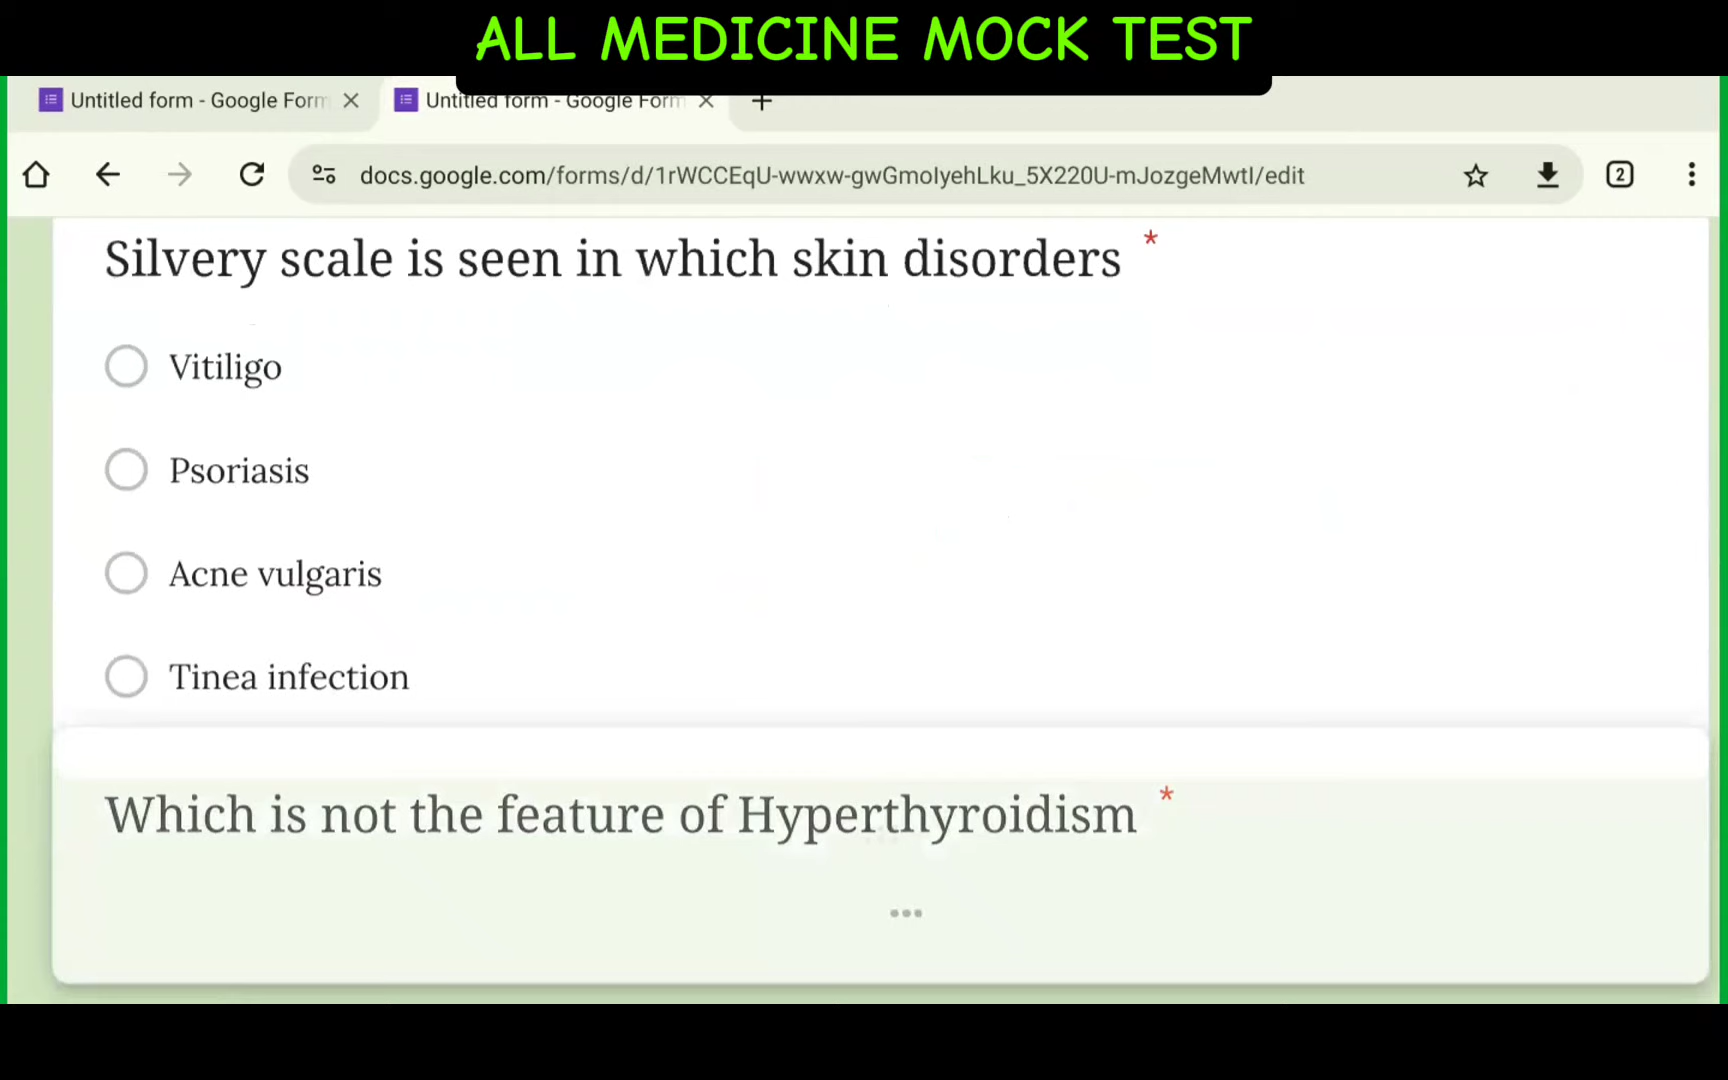 ALL MEDICINE MOCK TEST
Untitled form - Google Form
Untitled form - Google Form
docs.google.com/forms/d/1rWCCEqU-wwxw-gwGmoIyehLku_5X220U-mJozgeMwtI/edit
2
Silvery scale is seen in which skin disorders *
Vitiligo
Psoriasis
Acne vulgaris
Tinea infection
Which is not the feature of Hyperthyroidism *